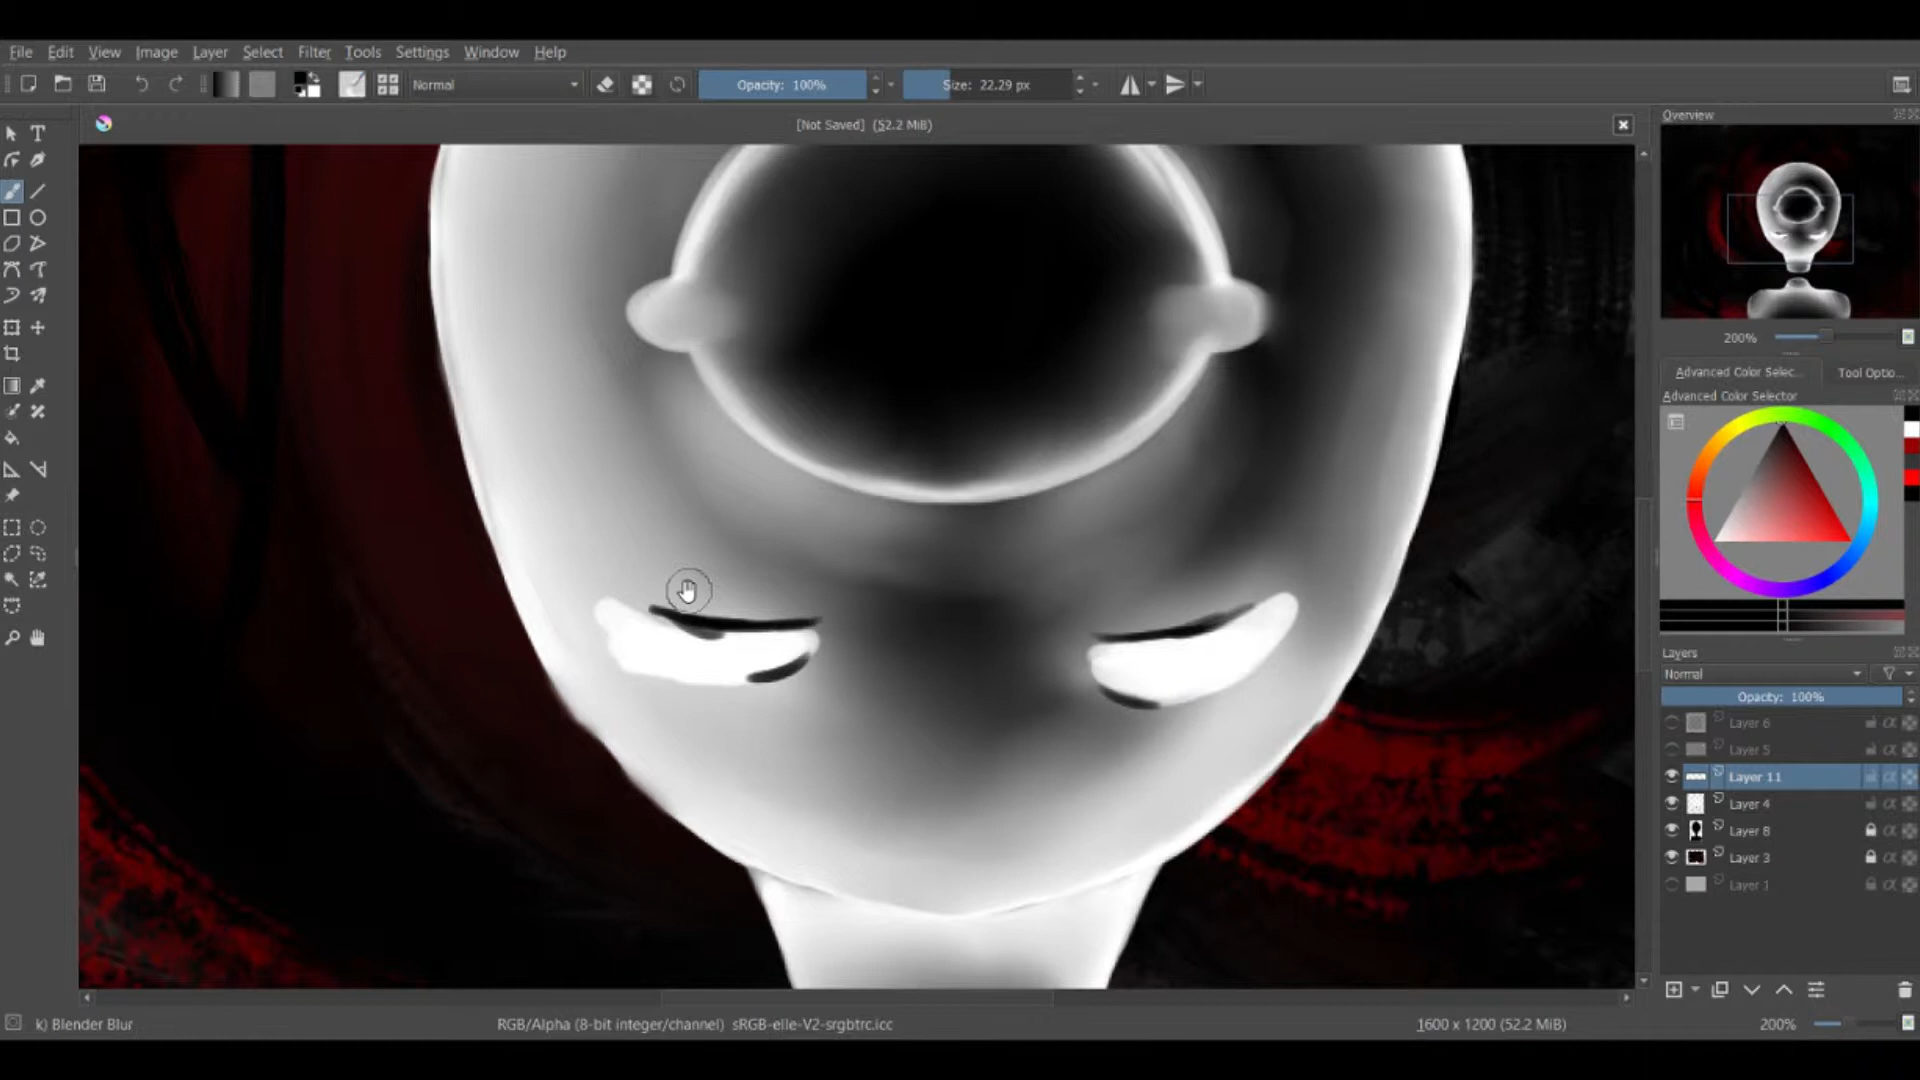 File Edit View Image Layer Select Filter Tools Settings Window Help
Normal Opacity: 100% Size: 22.29 px
[Not Saved] (52.2 MiB)
Overview
200%
Advanced Color Selec... Tool Optio...
Advanced Color Selector
Layers
Normal
Opacity: 100%
Layer 6
Layer 5
Layer 11
Layer 4
Layer 8
Layer 3
Layer 1
k) Blender Blur RGB/Alpha (8-bit integer/channel) sRGB-elle-V2-srgbtrc.icc 1600 x 1200 (52.2 MiB) 200%